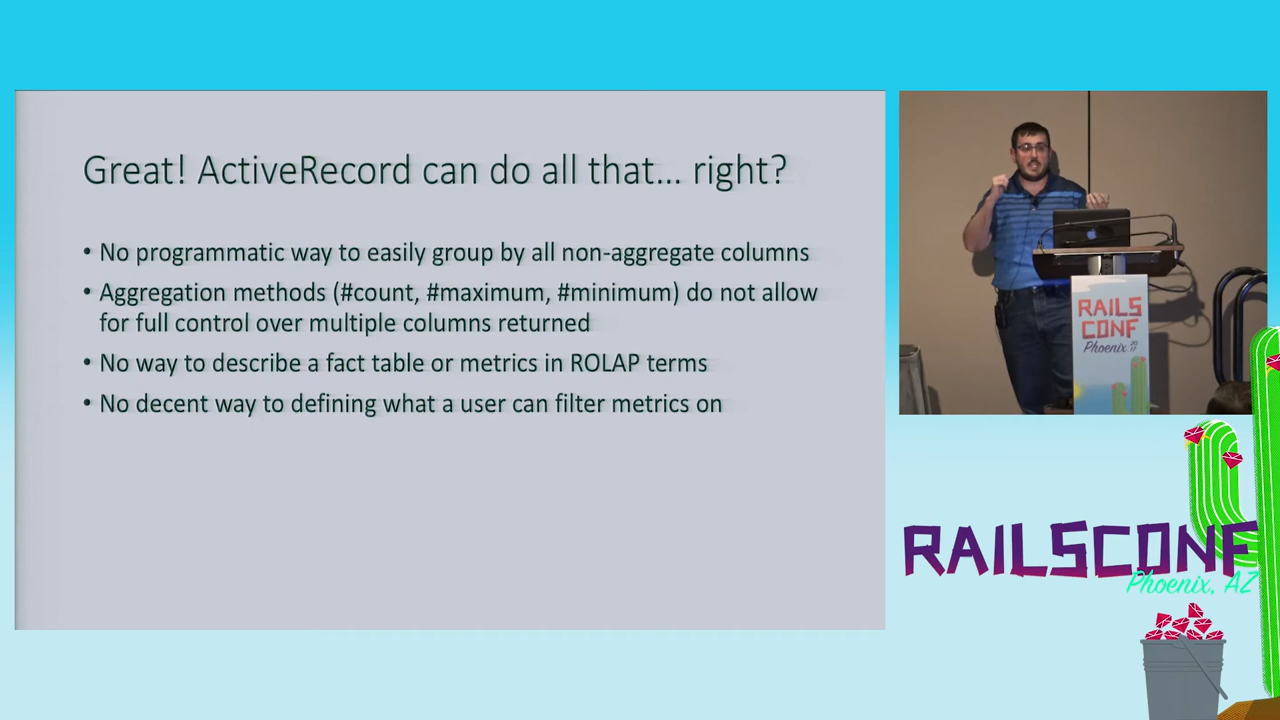 Great! ActiveRecord can do all that... right?
• No programmatic way to easily group by all non-aggregate columns
• Aggregation methods (#count, #maximum, #minimum) do not allow
for full control over multiple columns returned
• No way to describe a fact table or metrics in ROLAP terms
• No decent way to defining what a user can filter metrics on
RAILS
CONF
Phoenix 2017
RAILSCONF
Phoenix, AZ